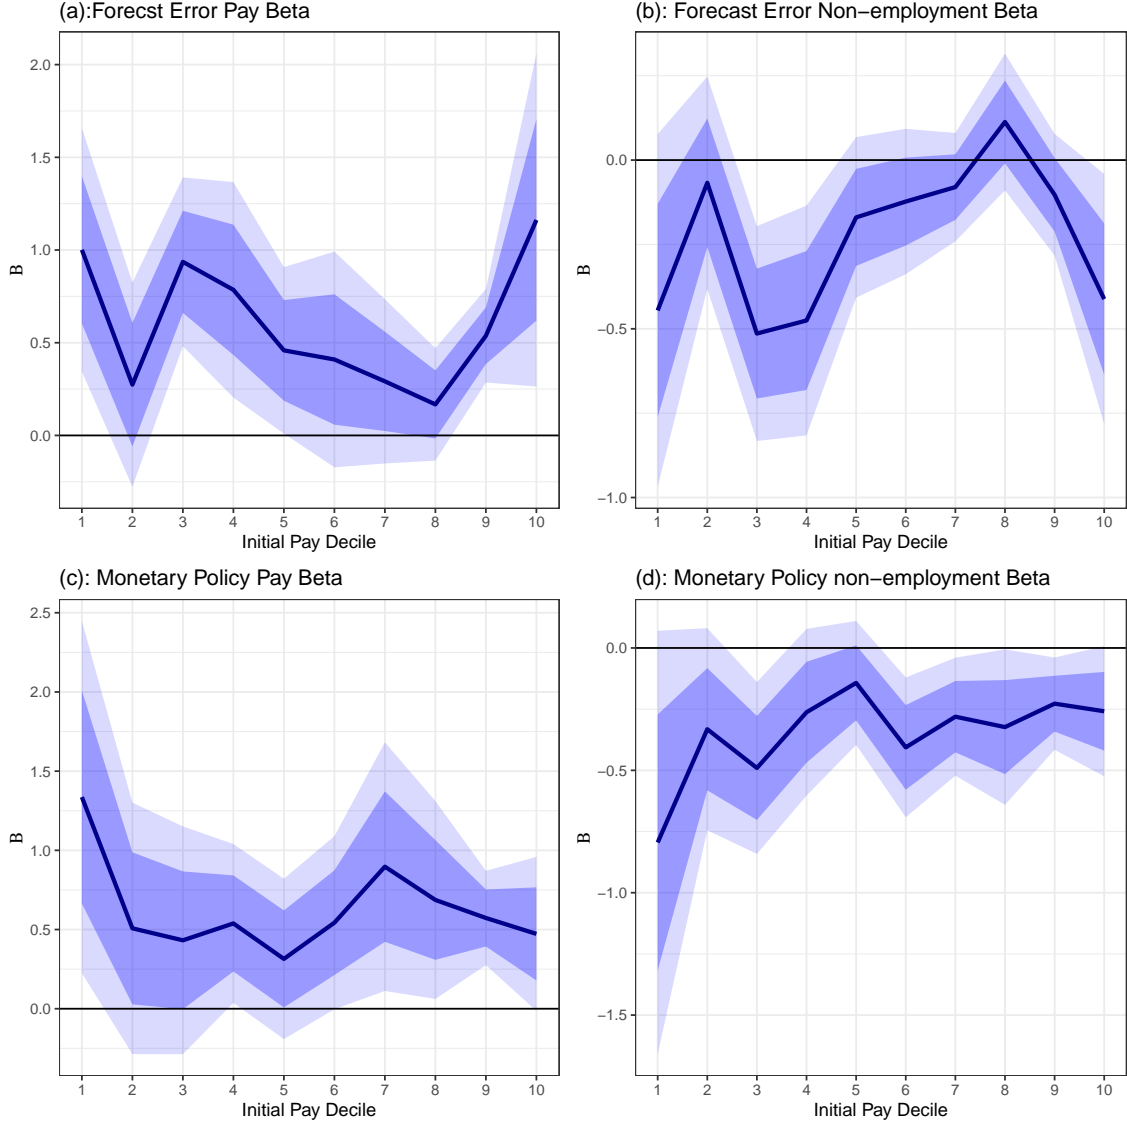 (a):Forecst Error Pay Beta
2.0
1.5
1.0
0.5
0.0
B
1 2 3 4 5 6 7 8 9 10
Initial Pay Decile
(b): Forecast Error Non−employment Beta
0.0
−0.5
−1.0
B
1 2 3 4 5 6 7 8 9 10
Initial Pay Decile
(c): Monetary Policy Pay Beta
2.5
2.0
1.5
1.0
0.5
0.0
B
1 2 3 4 5 6 7 8 9 10
Initial Pay Decile
(d): Monetary Policy non−employment Beta
0.0
−0.5
−1.0
−1.5
B
1 2 3 4 5 6 7 8 9 10
Initial Pay Decile